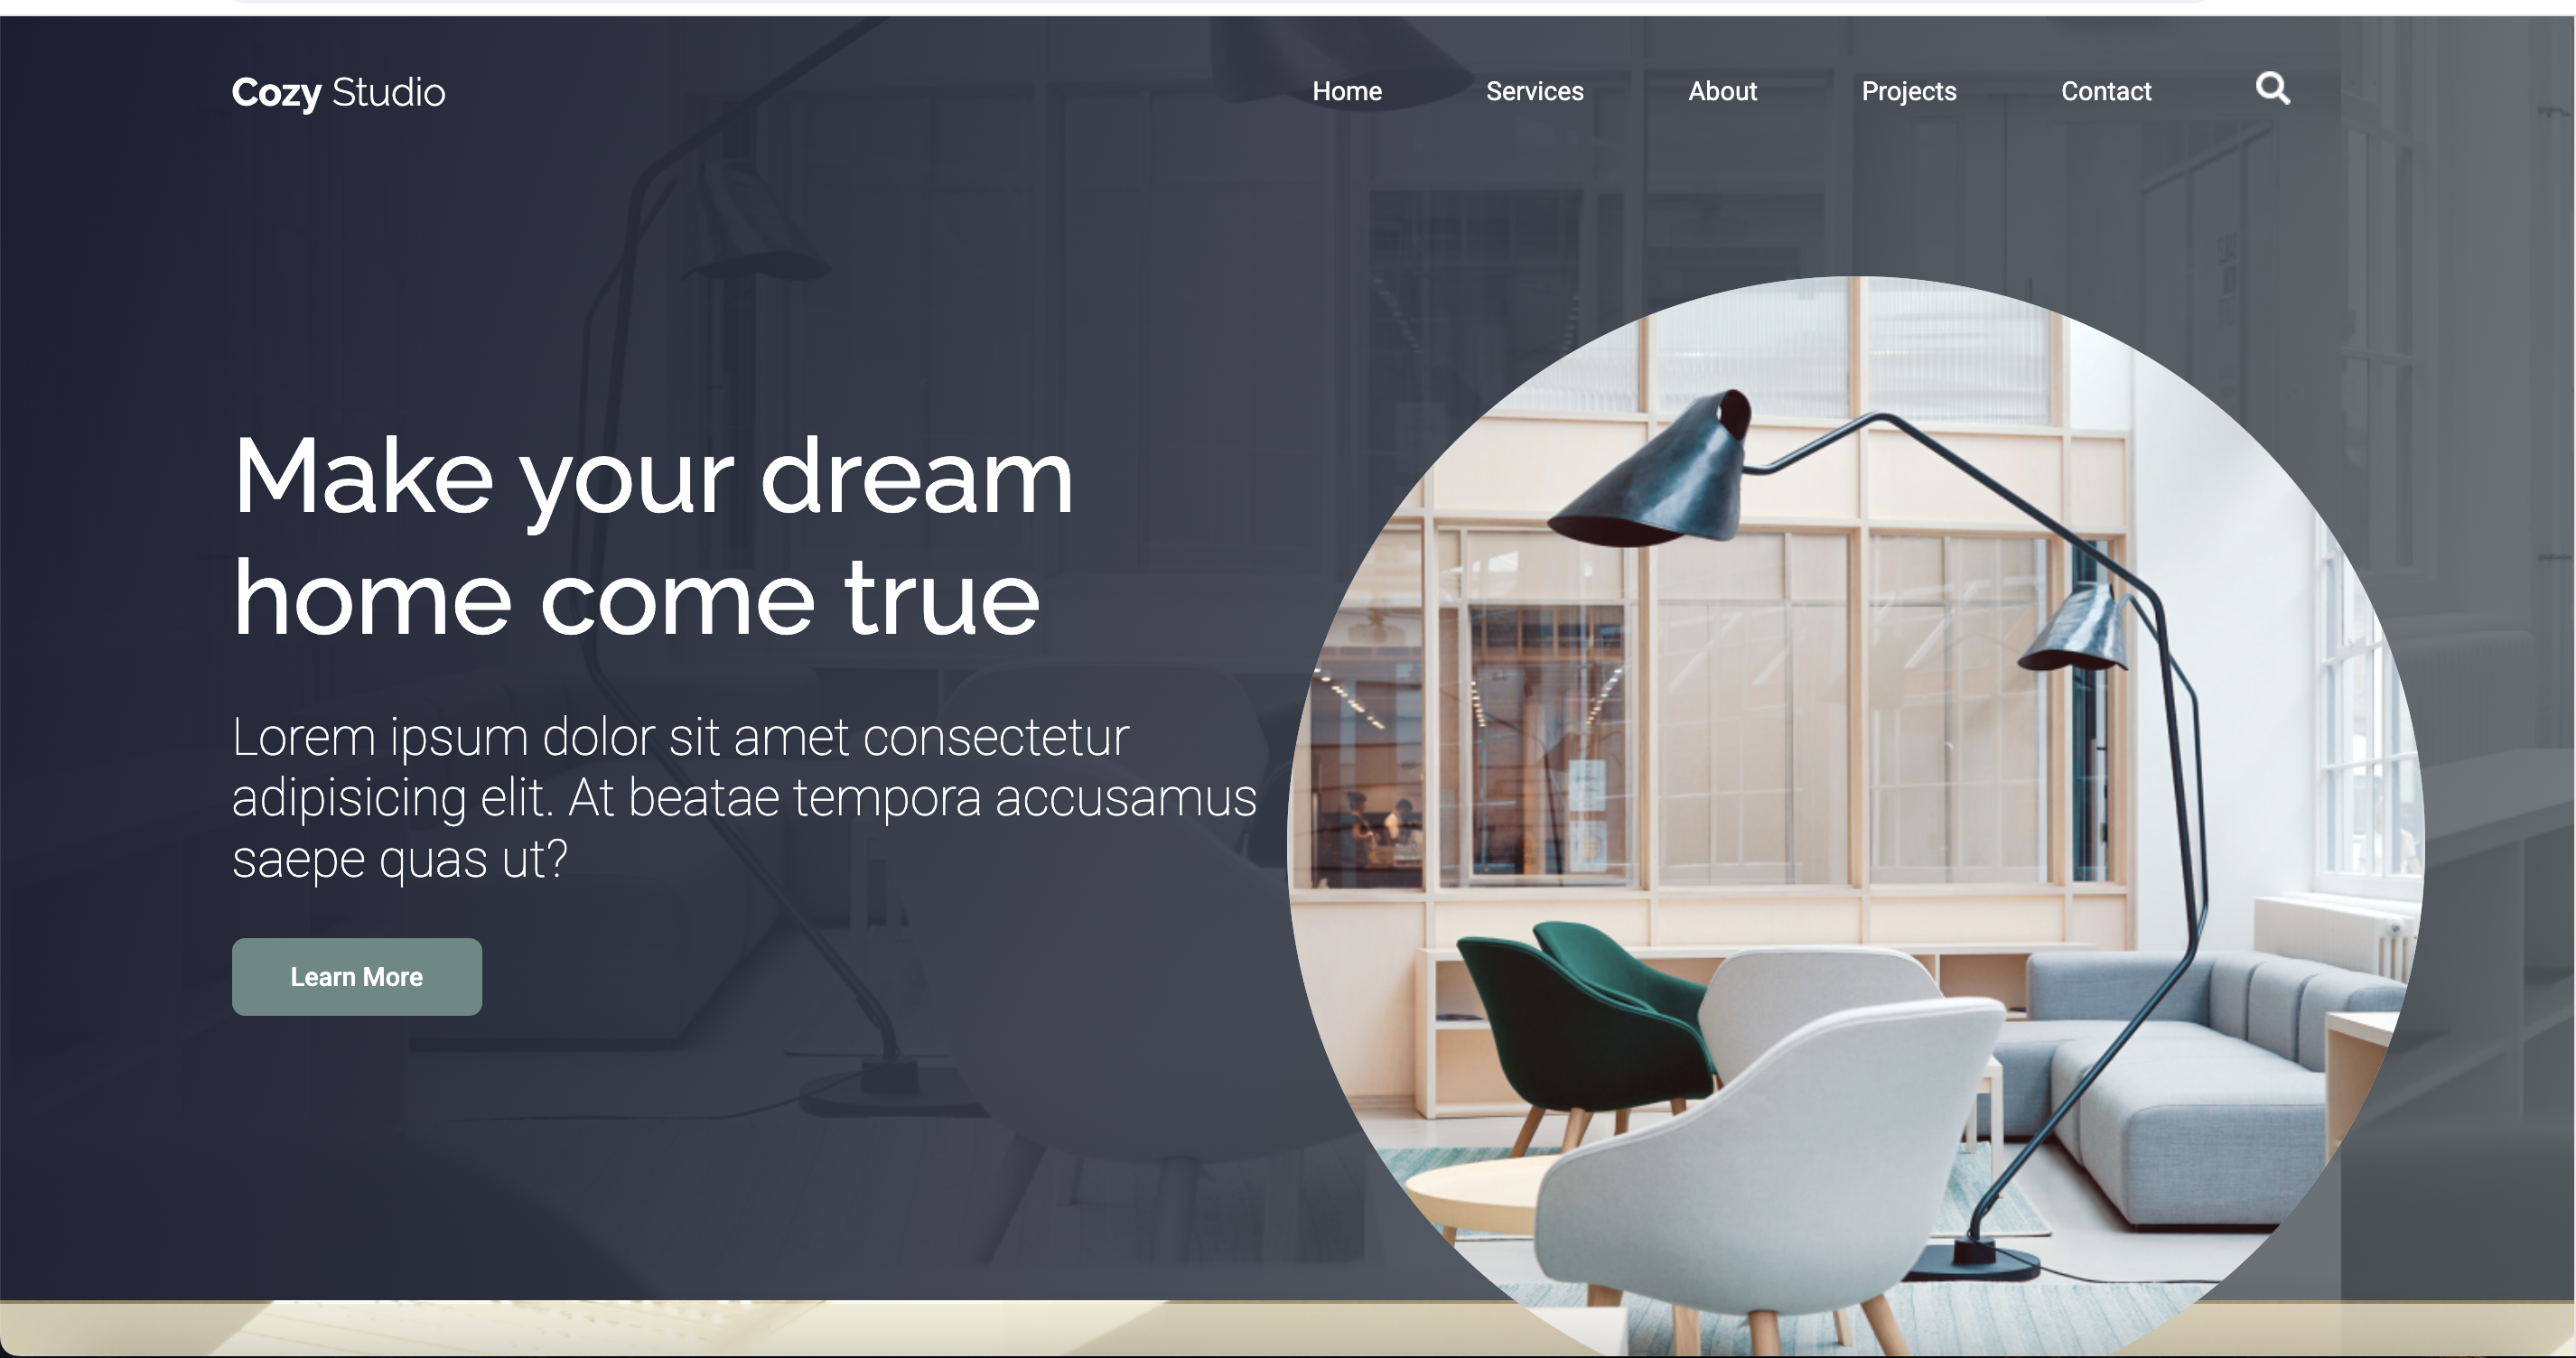 Cozy Studio
Home Services About Projects Contact
Make your dream
home come true
Lorem ipsum dolor sit amet consectetur
adipisicing elit. At beatae tempora accusamus
saepe quas ut?
Learn More